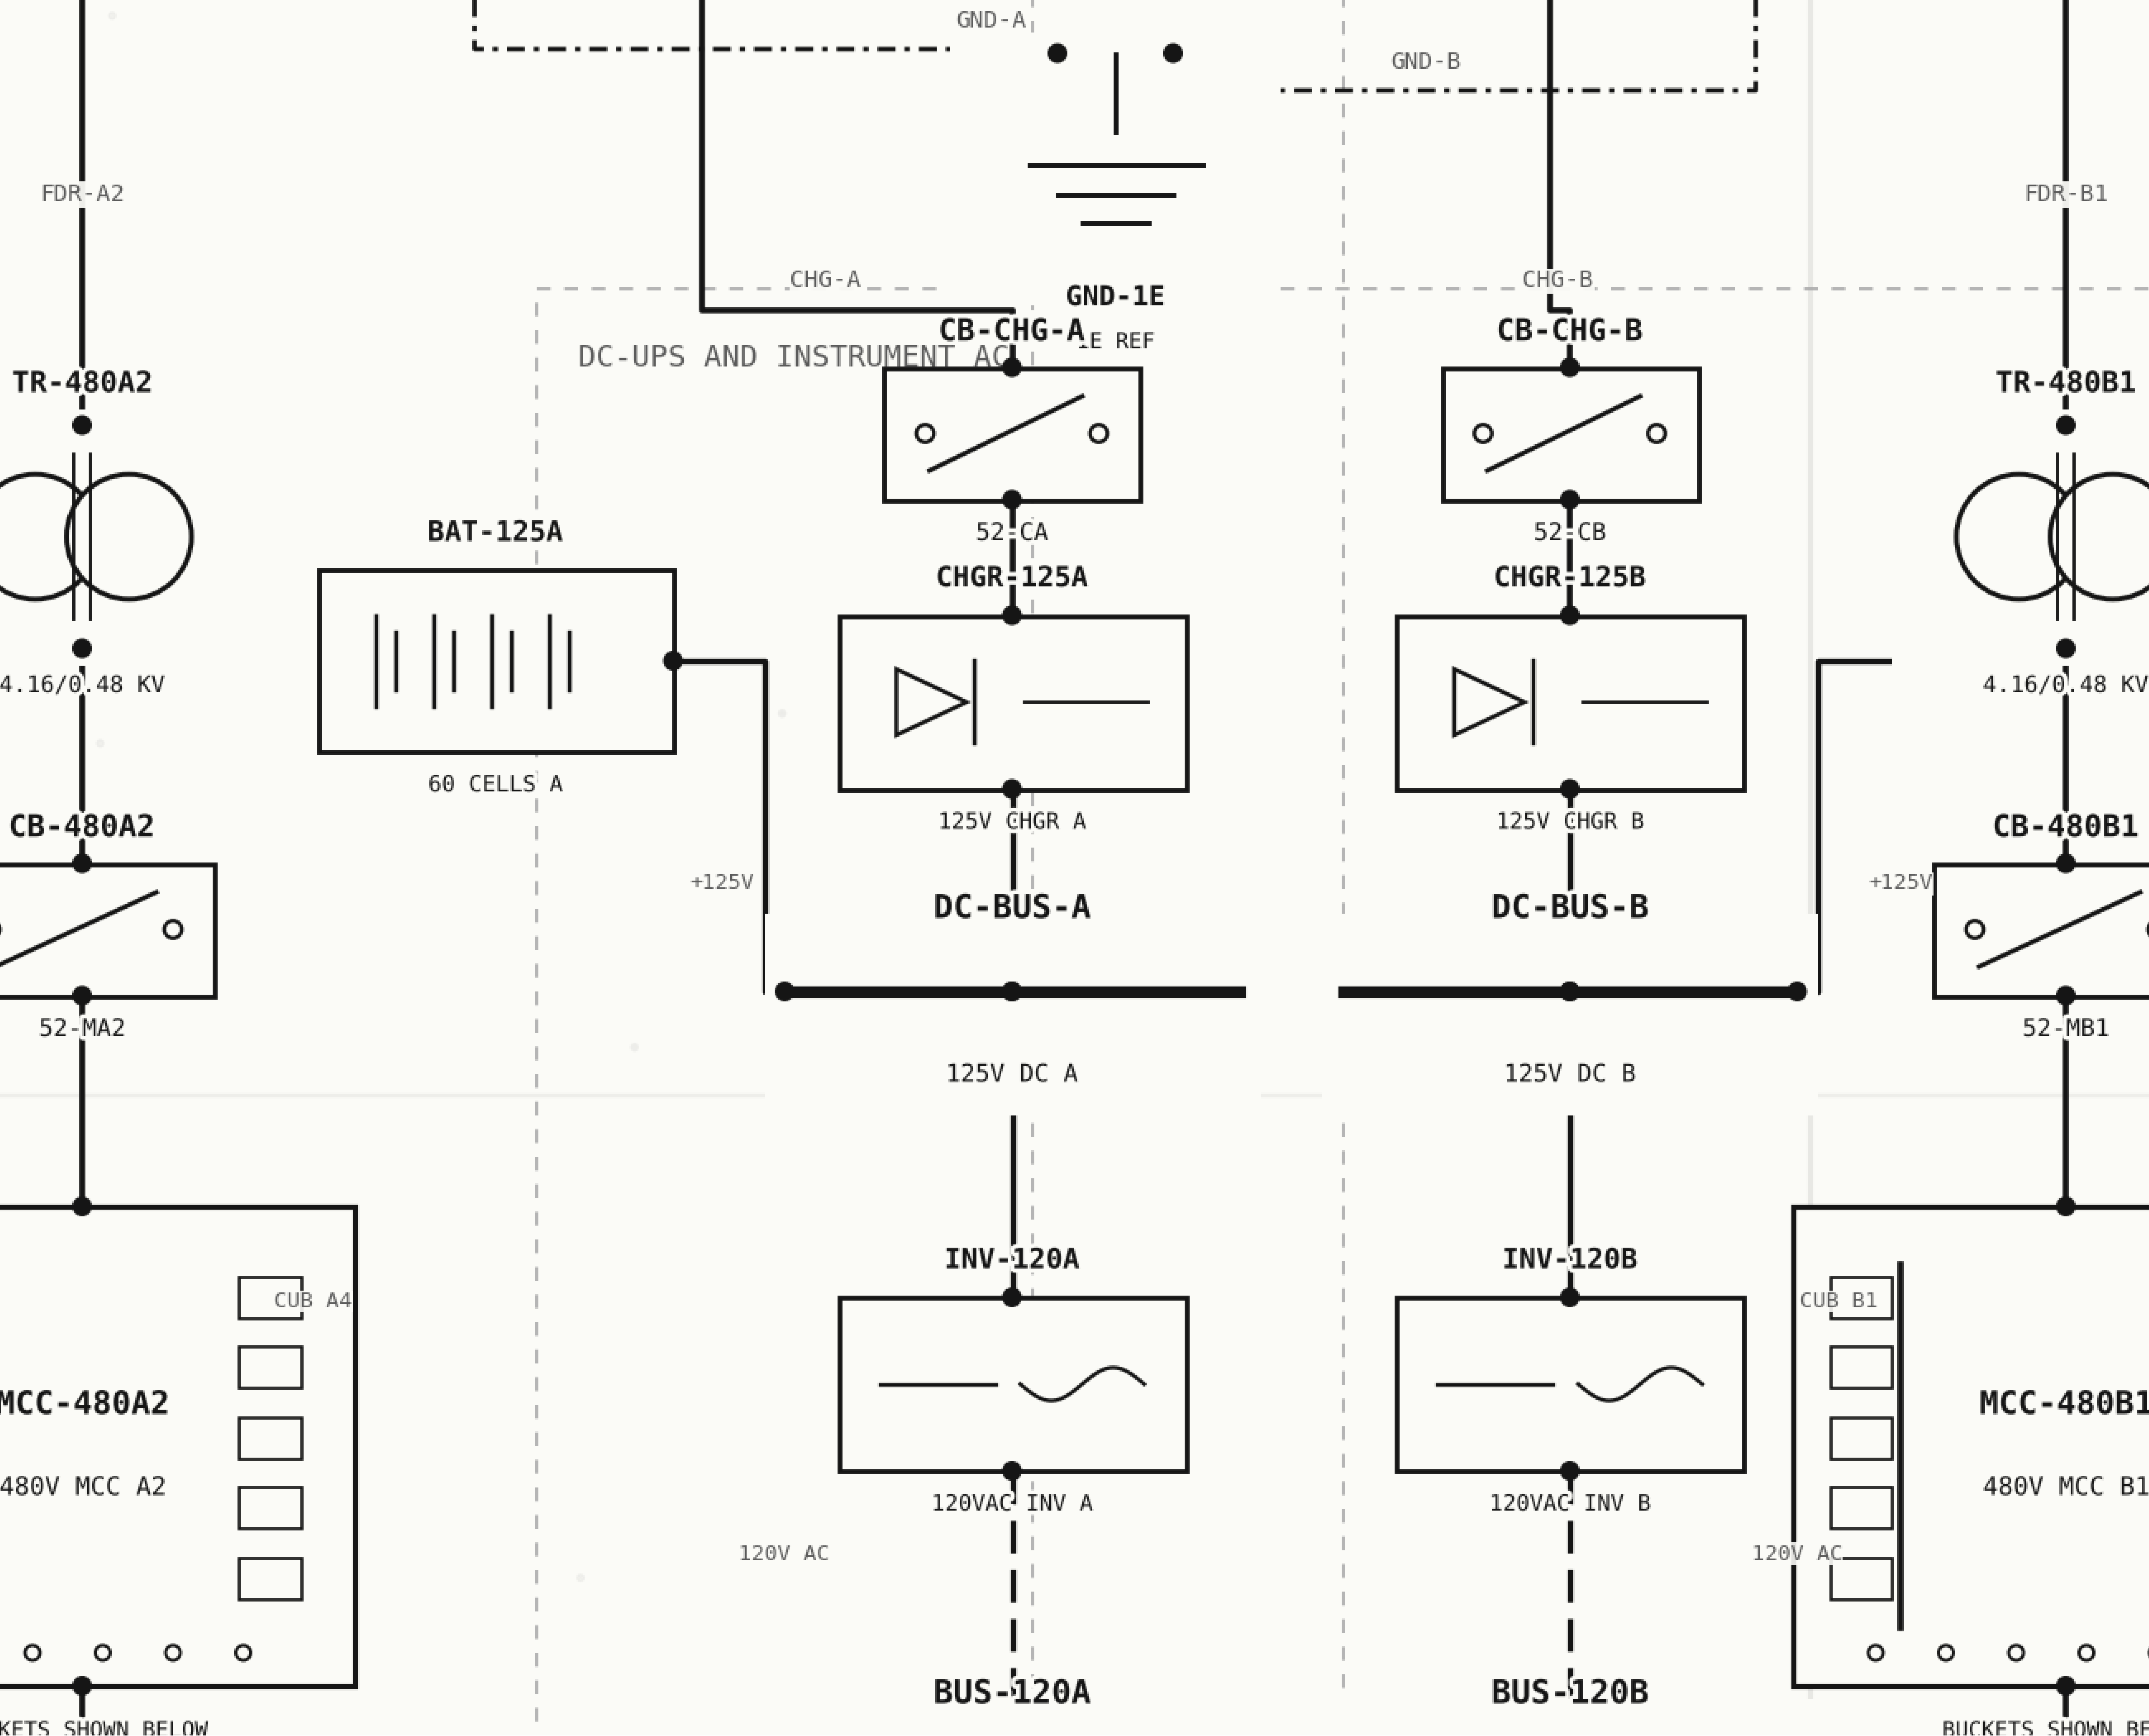 GND-A
GND-B
FDR-A2
FDR-B1
CHG-A
CHG-B
GND-1E
CB-CHG-A
CB-CHG-B
1E REF
DC-UPS AND INSTRUMENT AC
TR-480A2
TR-480B1
BAT-125A
52-CA
52-CB
CHGR-125A
CHGR-125B
4.16/0.48 KV
4.16/0.48 KV
60 CELLS A
125V CHGR A
125V CHGR B
CB-480A2
CB-480B1
+125V
+125V
DC-BUS-A
DC-BUS-B
52-MA2
52-MB1
125V DC A
125V DC B
INV-120A
INV-120B
CUB A4
CUB B1
MCC-480A2
MCC-480B1
480V MCC A2
480V MCC B1
120VAC INV A
120VAC INV B
120V AC
120V AC
BUS-120A
BUS-120B
KETS SHOWN BELOW
BUCKETS SHOWN BE